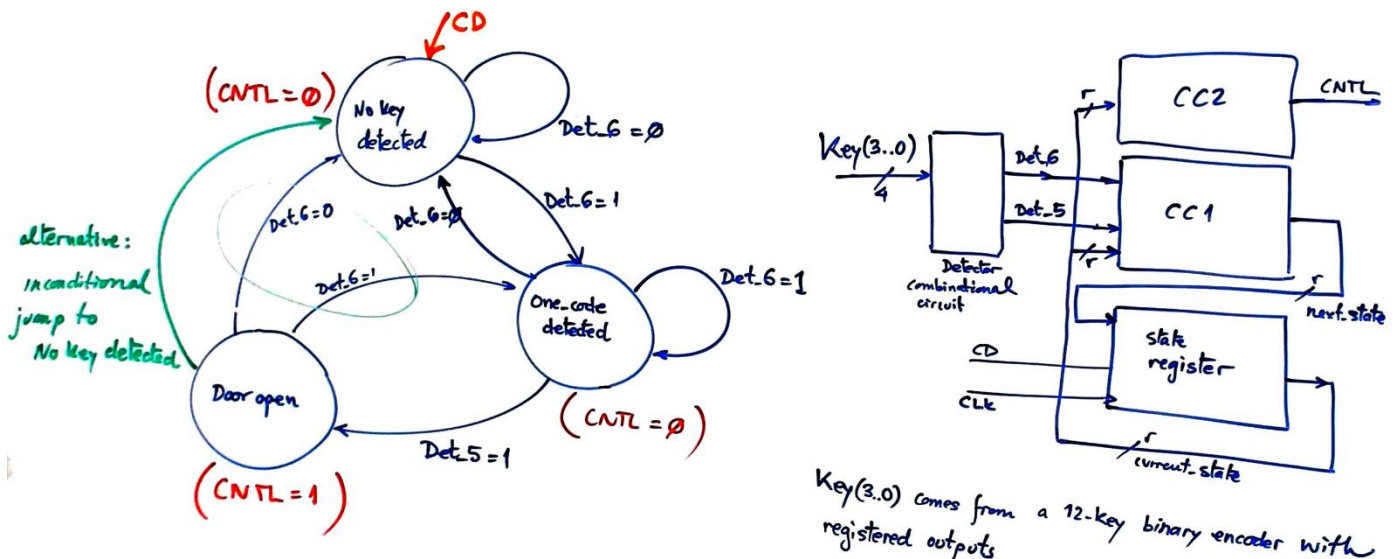 CD
(CNTL = 0)
No key
detected
Det_6 = 0
Det_6 = 1
Det_6=0
Det_6=0
alternative:
inconditional
jump to
No key detected
Det_6=1
One_code
detected
Det_6=1
Door open
(CNTL = 0)
Det_5 = 1
(CNTL = 1)
CC2
CNTL
r
Key(3..0)
4
Det_6
Det_5
CC1
r
Detector
combinational
circuit
r
next_state
state
register
CD
CLK
r
current_state
Key(3..0) comes from a 12-key binary encoder with
registered outputs